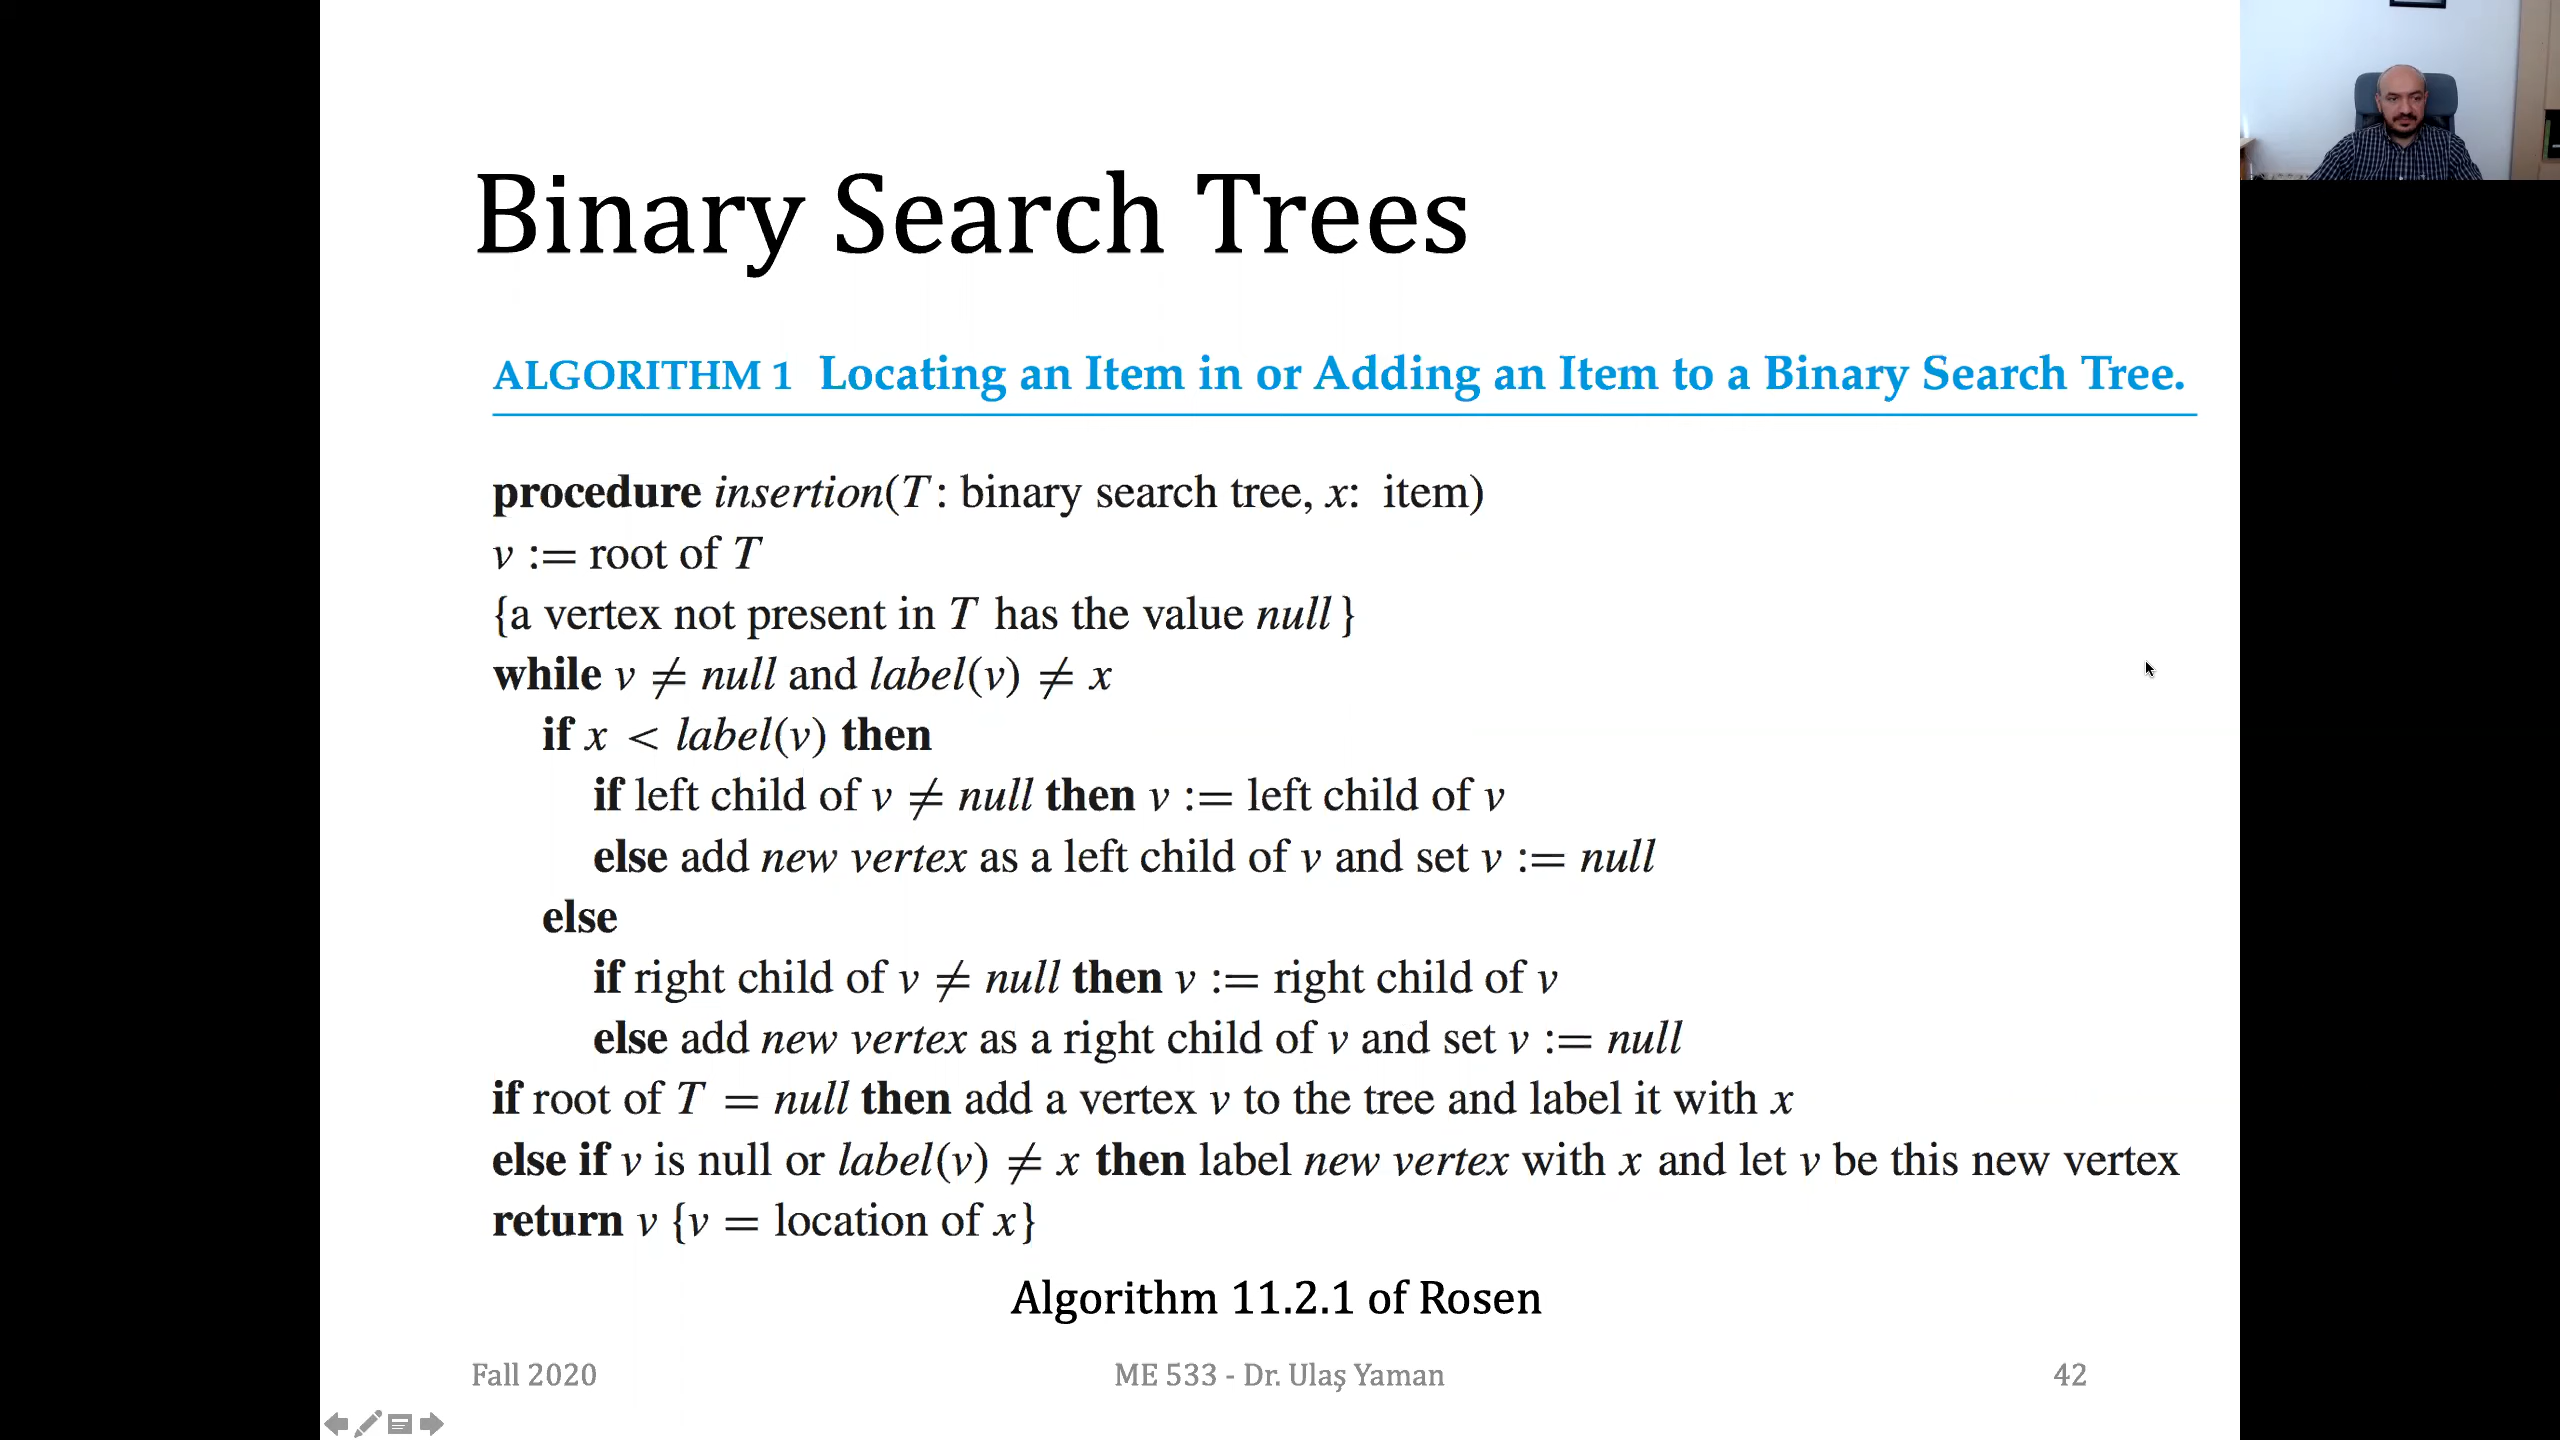 Binary Search Trees
ALGORITHM 1 Locating an Item in or Adding an Item to a Binary Search Tree.
procedure insertion(T: binary search tree, x: item)
v := root of T
{a vertex not present in T has the value null}
while v ≠ null and label(v) ≠ x
if x < label(v) then
if left child of v ≠ null then v := left child of v
else add new vertex as a left child of v and set v := null
else
if right child of v ≠ null then v := right child of v
else add new vertex as a right child of v and set v := null
if root of T = null then add a vertex v to the tree and label it with x
else if v is null or label(v) ≠ x then label new vertex with x and let v be this new vertex
return v {v = location of x}
Algorithm 11.2.1 of Rosen
Fall 2020
ME 533 - Dr. Ulaş Yaman
42